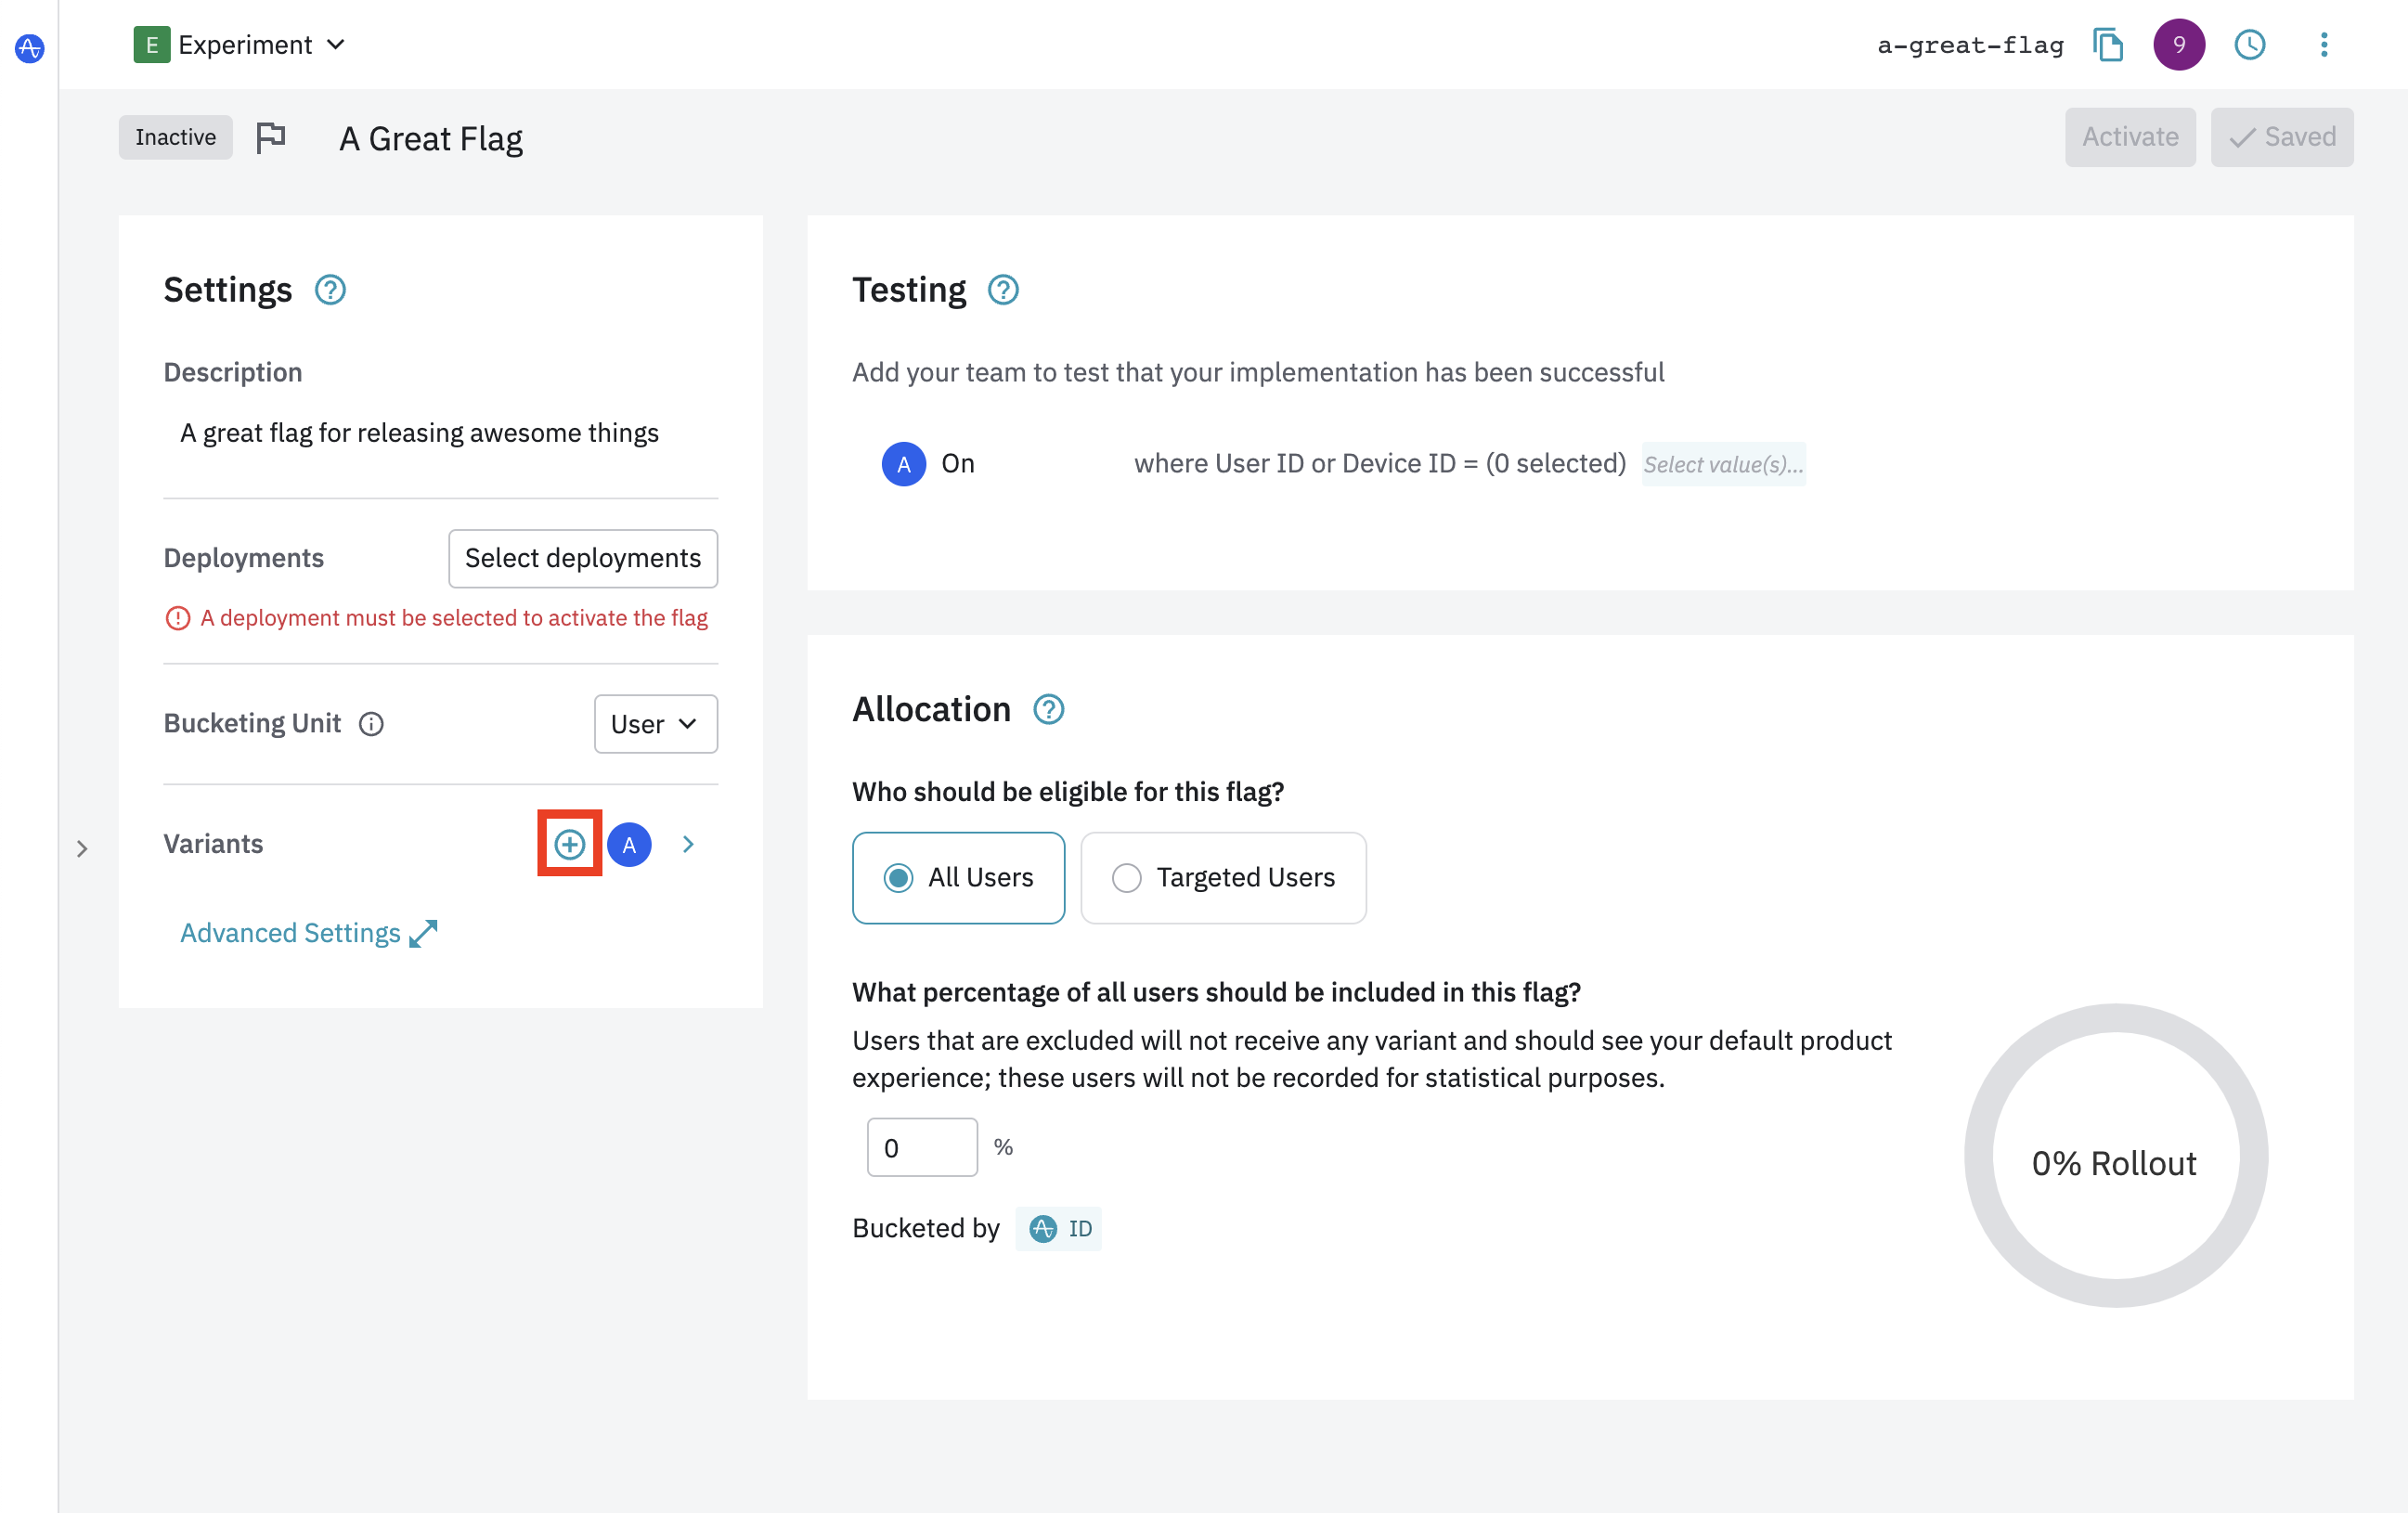 E Experiment
a-great-flag
9
Inactive
A Great Flag
Activate
Saved
Settings
Description
A great flag for releasing awesome things
Deployments
Select deployments
A deployment must be selected to activate the flag
Bucketing Unit
User
Variants
A
Advanced Settings
Testing
Add your team to test that your implementation has been successful
A On where User ID or Device ID = (0 selected) Select value(s)...
Allocation
Who should be eligible for this flag?
All Users
Targeted Users
What percentage of all users should be included in this flag?
Users that are excluded will not receive any variant and should see your default product
experience; these users will not be recorded for statistical purposes.
0 %
Bucketed by ID
0% Rollout